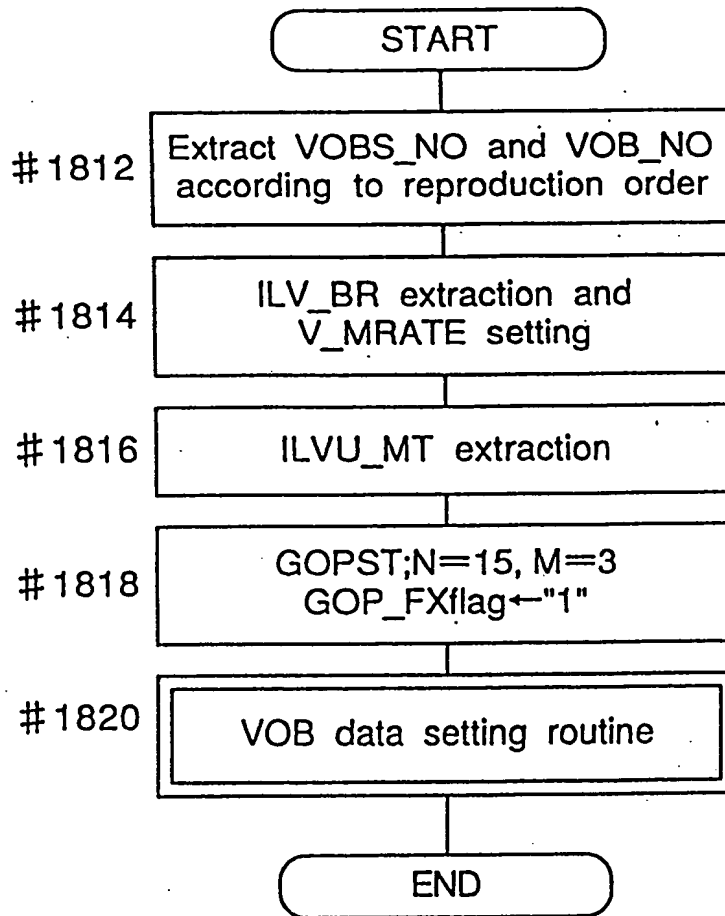 START
#1812
Extract VOBS_NO and VOB_NO
according to reproduction order
#1814
ILV_BR extraction and
V_MRATE setting
#1816
ILVU_MT extraction
#1818
GOPST;N=15, M=3
GOP_FXflag←"1"
#1820
VOB data setting routine
END